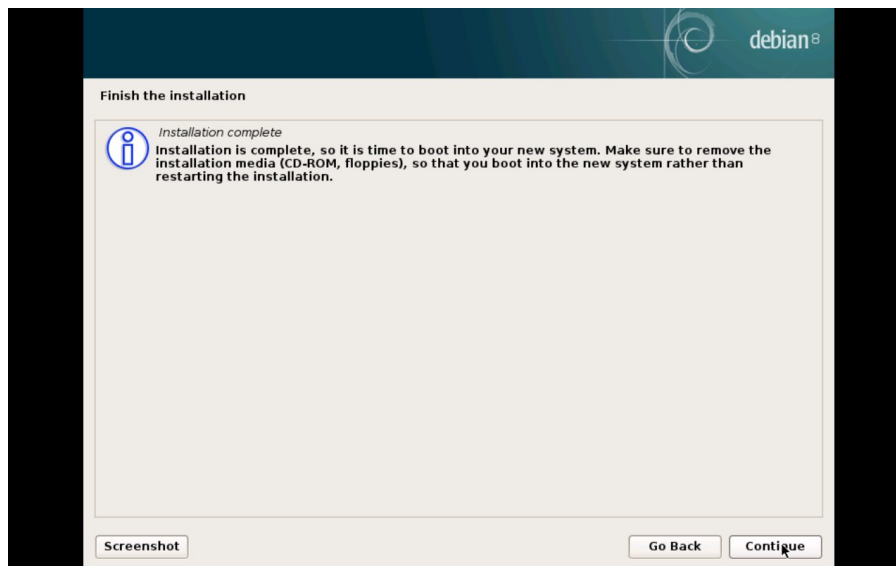 debian 8
Finish the installation
Installation complete
Installation is complete, so it is time to boot into your new system. Make sure to remove the
installation media (CD-ROM, floppies), so that you boot into the new system rather than
restarting the installation.
Screenshot
Go Back
Continue